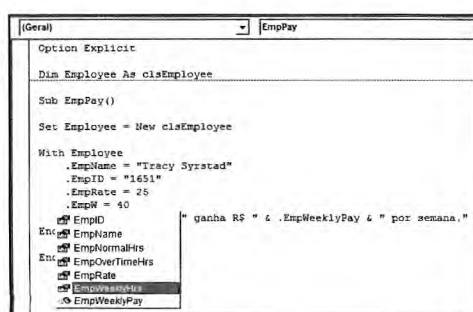 (Geral) EmpPay
Option Explicit
Dim Employee As clsEmployee
Sub EmpPay()
Set Employee = New clsEmployee
With Employee
.EmpName = "Tracy Syrstad"
.EmpID = "1651"
.EmpRate = 25
.EmpW = 40
" ganha R$ " & .EmpWeeklyPay & " por semana."
EmpID
EmpName
EmpNormalHrs
EmpOverTimeHrs
EmpRate
EmpWeeklyHrs
EmpWeeklyPay